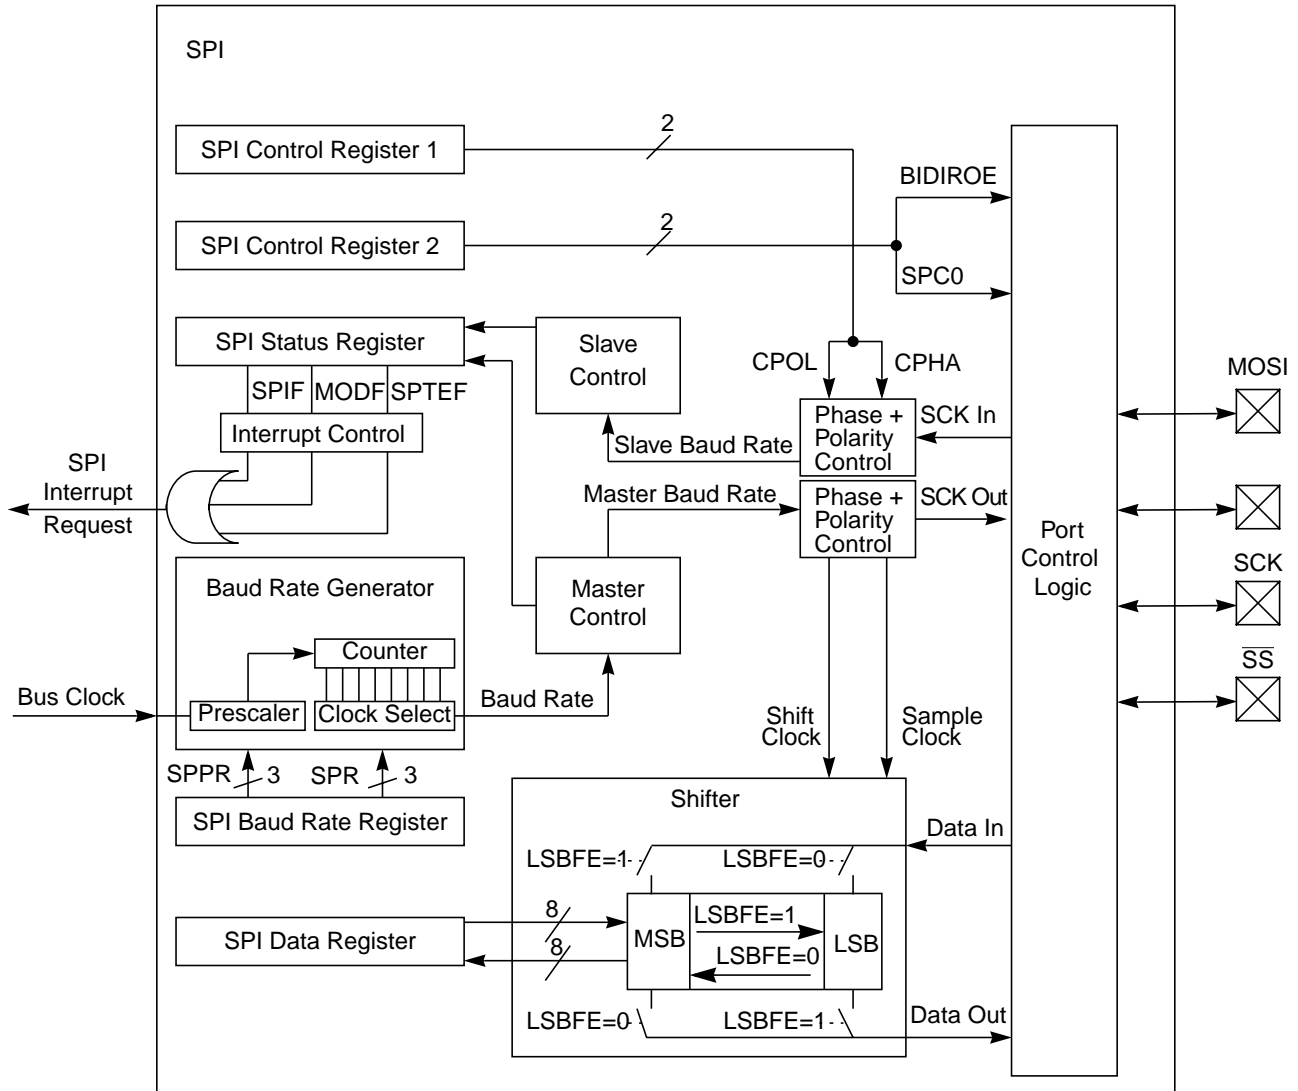 SPI
SPI Control Register 1
2
BIDIROE
SPI Control Register 2
2
SPC0
SPI Status Register
Slave
Control
CPOL
CPHA
MOSI
SPIF
MODF
SPTEF
Interrupt Control
Phase +
Polarity
Control
SCK In
Slave Baud Rate
SPI
Interrupt
Request
Master Baud Rate
Phase +
Polarity
Control
SCK Out
Port
Control
Logic
SCK
Baud Rate Generator
Master
Control
Counter
SS
Bus Clock
Prescaler
Clock Select
Baud Rate
Shift
Clock
Sample
Clock
SPPR
3
SPR
3
SPI Baud Rate Register
Shifter
Data In
LSBFE=1
LSBFE=0
SPI Data Register
8
8
MSB
LSBFE=1
LSBFE=0
LSB
LSBFE=0
LSBFE=1
Data Out